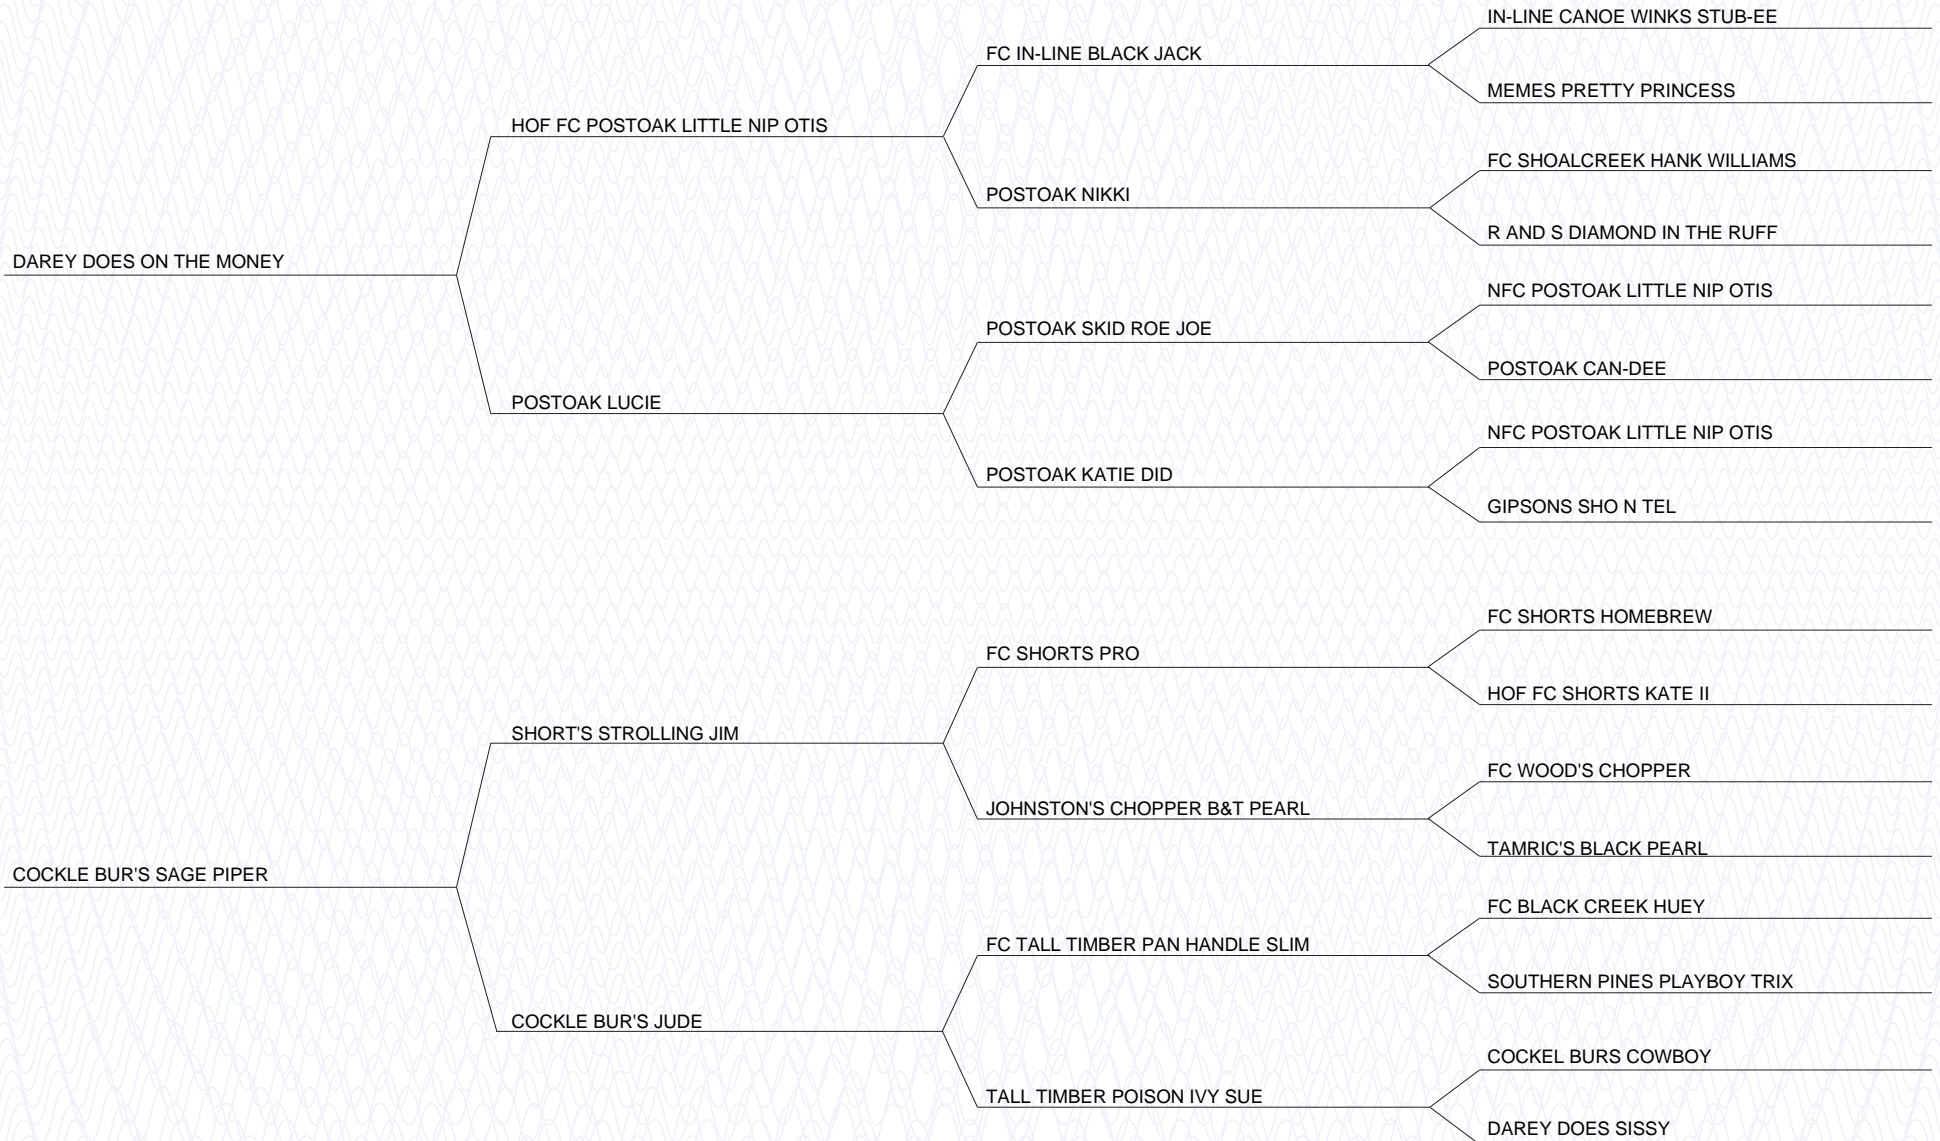 IN-LINE CANOE WINKS STUB-EE
FC IN-LINE BLACK JACK
MEMES PRETTY PRINCESS
HOF FC POSTOAK LITTLE NIP OTIS
FC SHOALCREEK HANK WILLIAMS
POSTOAK NIKKI
R AND S DIAMOND IN THE RUFF
DAREY DOES ON THE MONEY
NFC POSTOAK LITTLE NIP OTIS
POSTOAK SKID ROE JOE
POSTOAK CAN-DEE
POSTOAK LUCIE
NFC POSTOAK LITTLE NIP OTIS
POSTOAK KATIE DID
GIPSONS SHO N TEL
FC SHORTS HOMEBREW
FC SHORTS PRO
HOF FC SHORTS KATE II
SHORT'S STROLLING JIM
FC WOOD'S CHOPPER
JOHNSTON'S CHOPPER B&T PEARL
TAMRIC'S BLACK PEARL
COCKLE BUR'S SAGE PIPER
FC BLACK CREEK HUEY
FC TALL TIMBER PAN HANDLE SLIM
SOUTHERN PINES PLAYBOY TRIX
COCKLE BUR'S JUDE
COCKEL BURS COWBOY
TALL TIMBER POISON IVY SUE
DAREY DOES SISSY